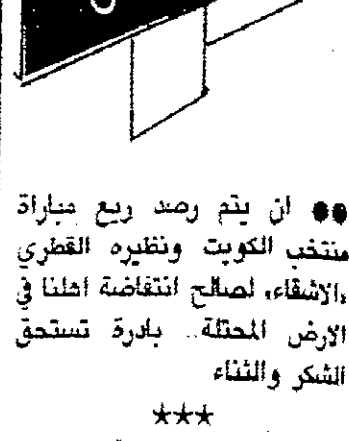 ●● ان يتم رصد ريع مباراة
منتخب الكويت ونظيره القطري
«الاشقاء» لصالح انتفاضة اهلنا في
الارض المحتلة.. بادرة تستحق
الشكر والثناء
★★★